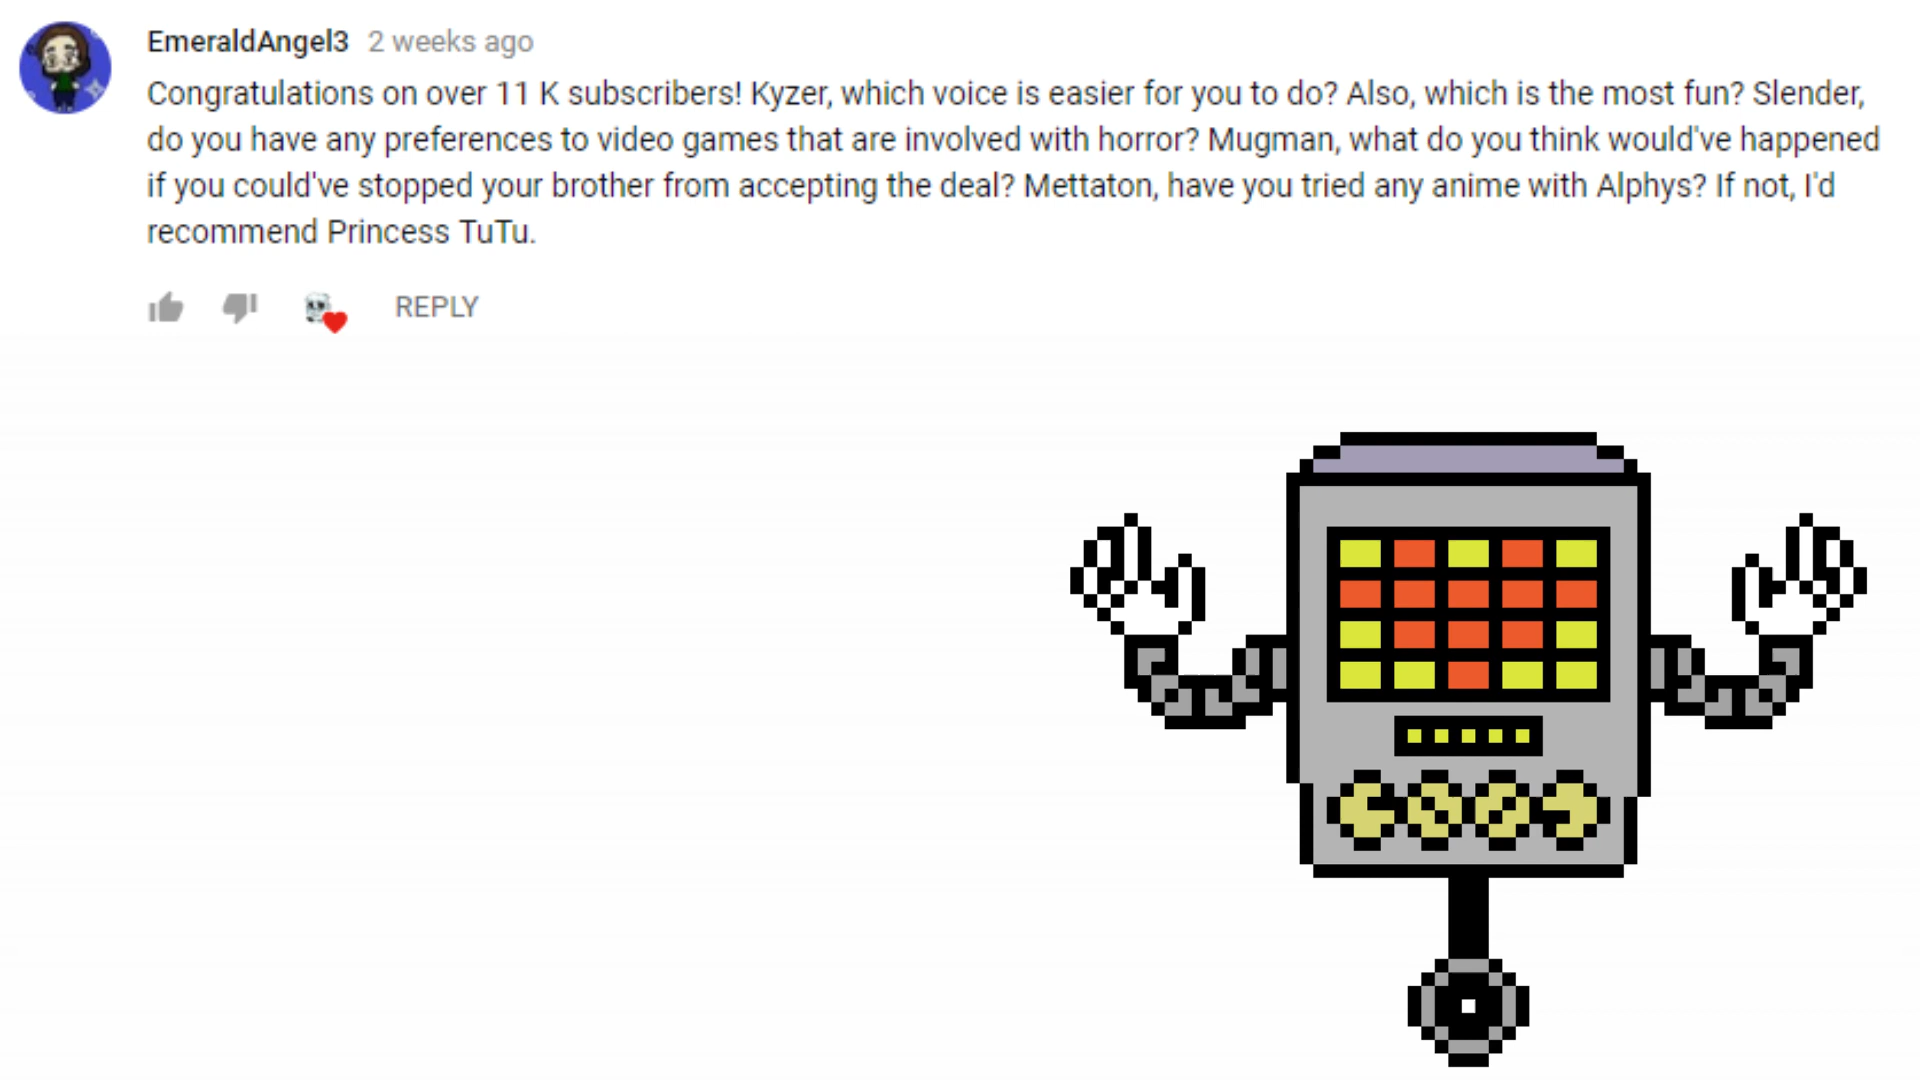 EmeraldAngel3 2 weeks ago
Congratulations on over 11 K subscribers! Kyzer, which voice is easier for you to do? Also, which is the most fun? Slender,
do you have any preferences to video games that are involved with horror? Mugman, what do you think would've happened
if you could've stopped your brother from accepting the deal? Mettaton, have you tried any anime with Alphys? If not, I'd
recommend Princess TuTu.
REPLY